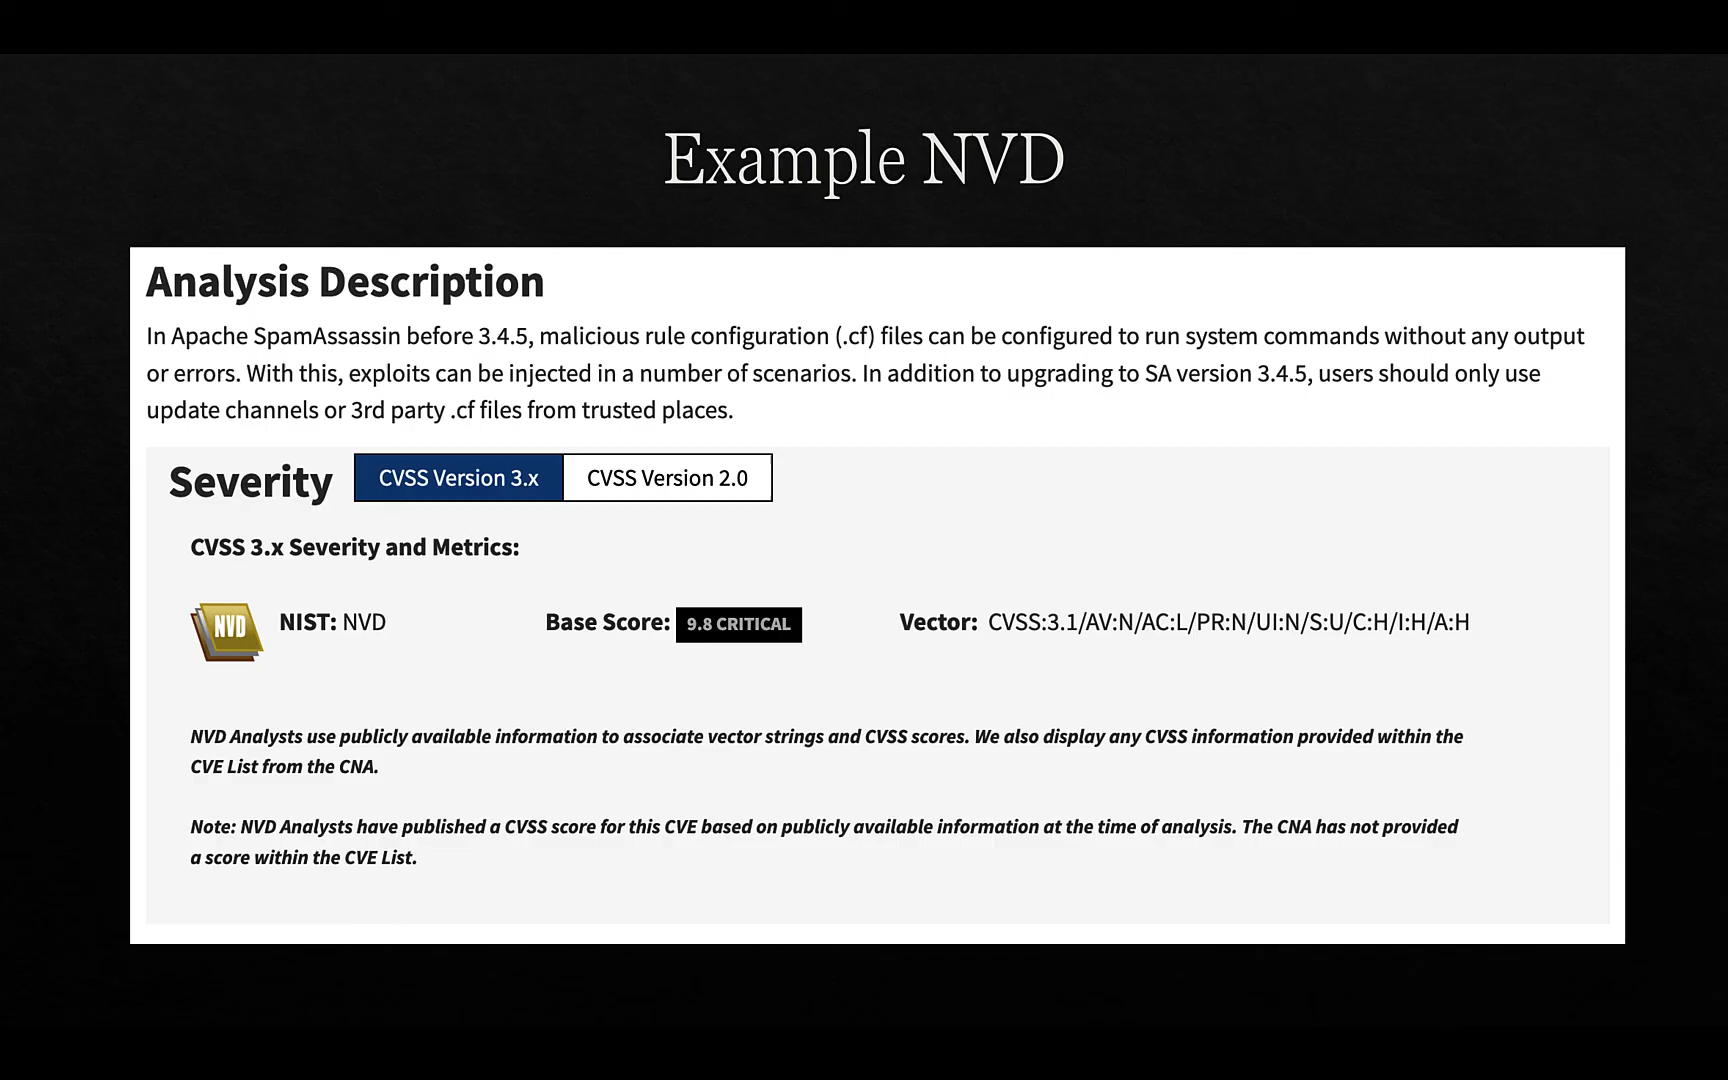 Example NVD
Analysis Description
In Apache SpamAssassin before 3.4.5, malicious rule configuration (.cf) files can be configured to run system commands without any output
or errors. With this, exploits can be injected in a number of scenarios. In addition to upgrading to SA version 3.4.5, users should only use
update channels or 3rd party .cf files from trusted places.
Severity CVSS Version 3.x CVSS Version 2.0
CVSS 3.x Severity and Metrics:
NVD NIST: NVD Base Score: 9.8 CRITICAL Vector: CVSS:3.1/AV:N/AC:L/PR:N/UI:N/S:U/C:H/I:H/A:H
NVD Analysts use publicly available information to associate vector strings and CVSS scores. We also display any CVSS information provided within the
CVE List from the CNA.
Note: NVD Analysts have published a CVSS score for this CVE based on publicly available information at the time of analysis. The CNA has not provided
a score within the CVE List.